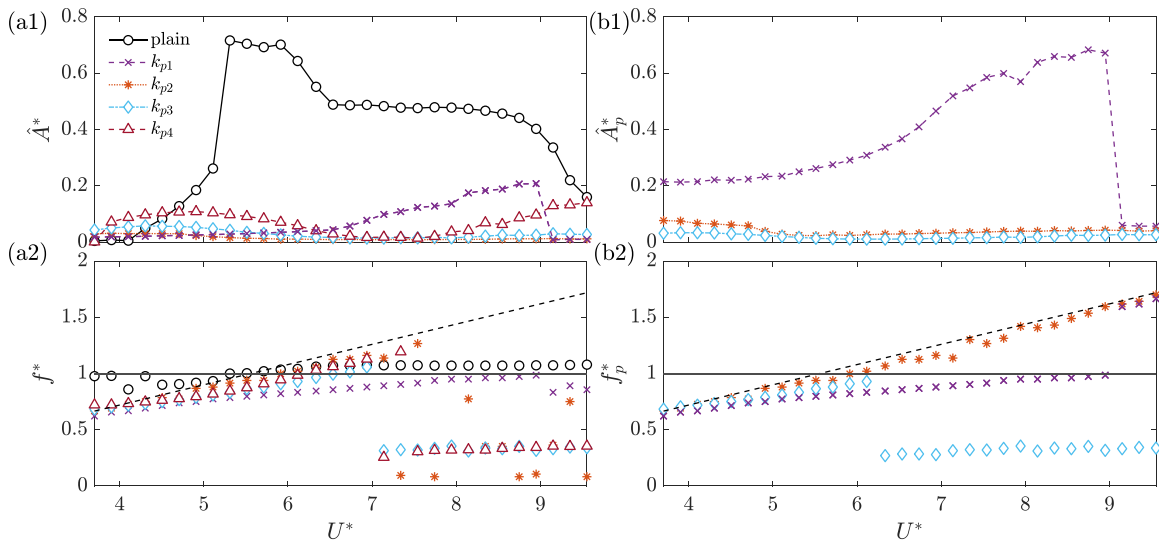 (a1)
0.8
0.6
0.4
0.2
0
Â*
plain
k_{p1}
k_{p2}
k_{p3}
k_{p4}
(b1)
0.8
0.6
0.4
0.2
0
Â*_p
(a2)
2
1.5
1
0.5
0
f*
4 5 6 7 8 9
U*
(b2)
2
1.5
1
0.5
0
f*_p
4 5 6 7 8 9
U*